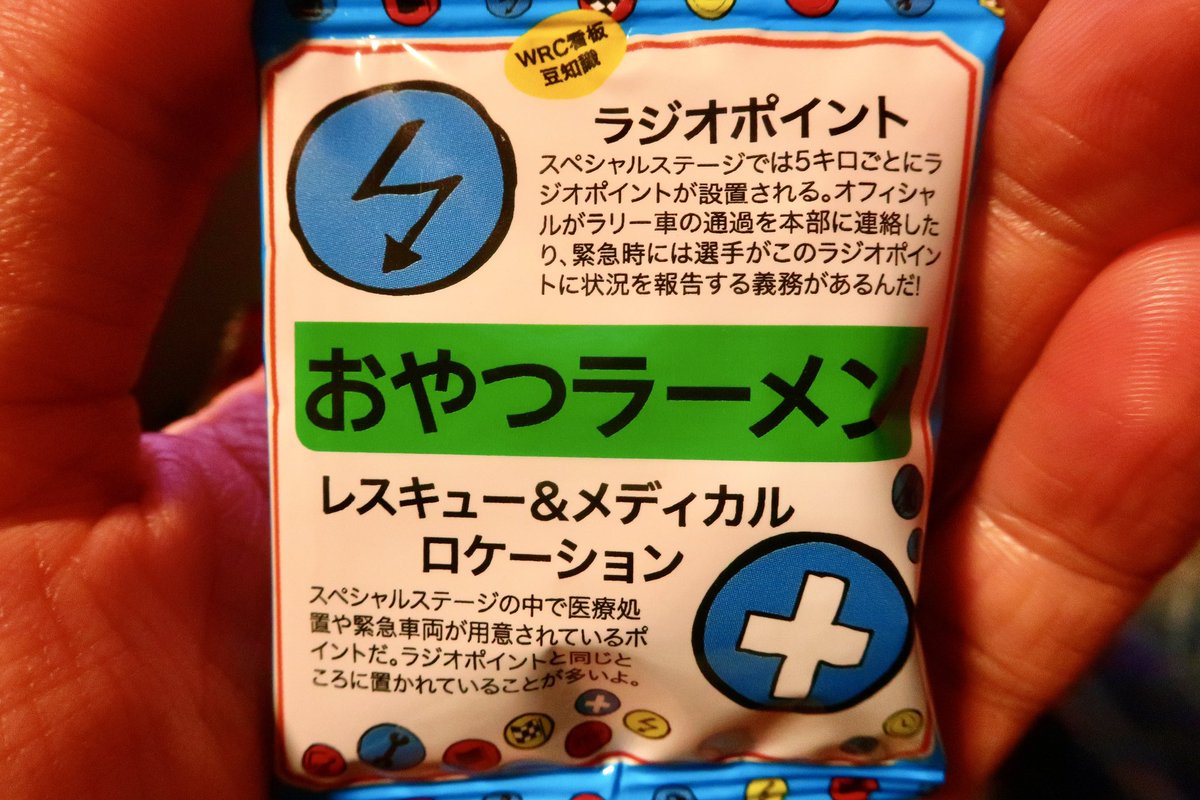 WRC看板
豆知識
ラジオポイント
スペシャルステージでは5キロごとにラ
ジオポイントが設置される。オフィシャ
ルがラリー車の通過を本部に連絡した
り、緊急時には選手がこのラジオポイン
トに状況を報告する義務があるんだ!
おやつラーメン
レスキュー&メディカル
ロケーション
スペシャルステージの中で医療処
置や緊急車両が用意されているポ
イントだ。ラジオポイントと同じと
ころに置かれていることが多いよ。